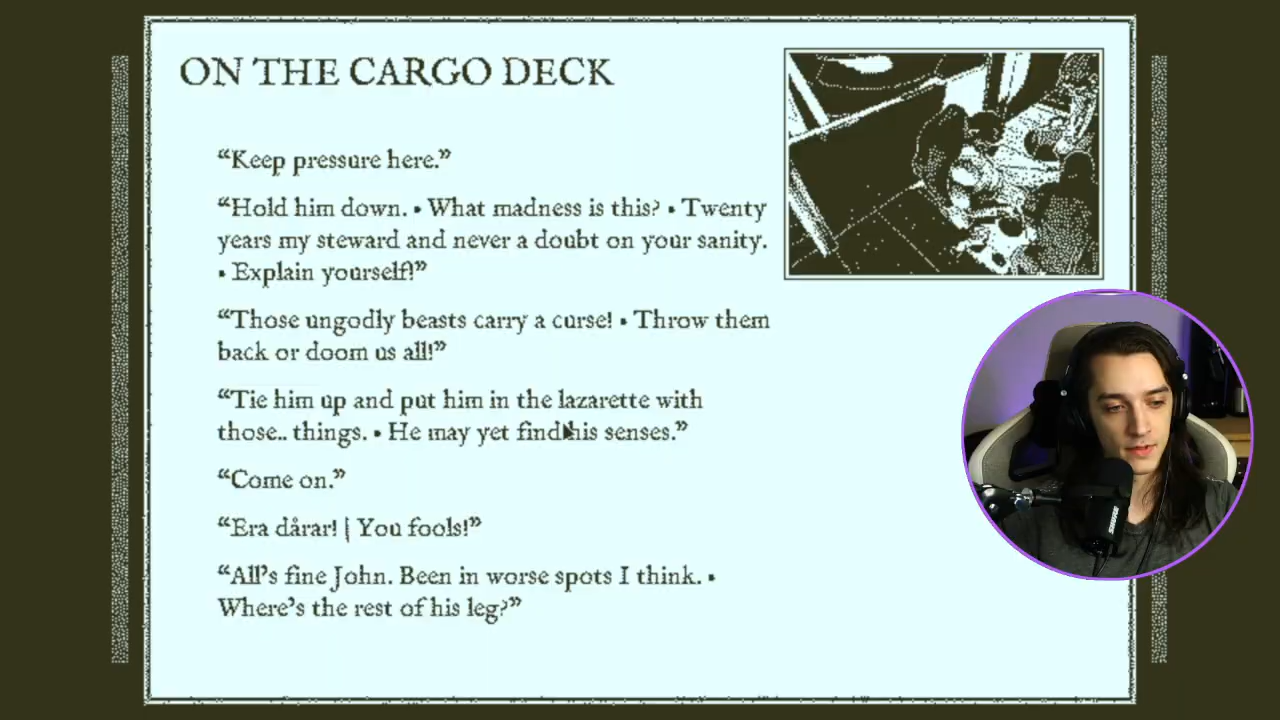 ON THE CARGO DECK
“Keep pressure here.”
“Hold him down. • What madness is this? • Twenty
years my steward and never a doubt on your sanity.
• Explain yourself!”
“Those ungodly beasts carry a curse! • Throw them
back or doom us all!”
“Tie him up and put him in the lazarette with
those.. things. • He may yet find his senses.”
“Come on.”
“Era dårar! | You fools!”
“All’s fine John. Been in worse spots I think. •
Where’s the rest of his leg?”
SHURE